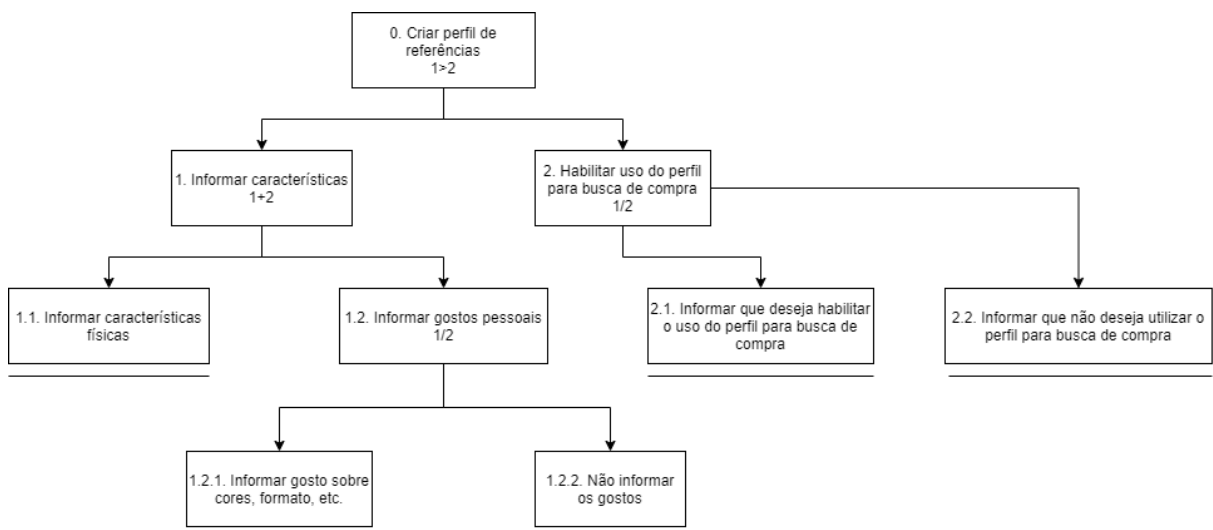 0. Criar perfil de
referências
1>2
1. Informar características
1+2
2. Habilitar uso do perfil
para busca de compra
1/2
1.1. Informar características
físicas
1.2. Informar gostos pessoais
1/2
2.1. Informar que deseja habilitar
o uso do perfil para busca de
compra
2.2. Informar que não deseja utilizar o
perfil para busca de compra
1.2.1. Informar gosto sobre
cores, formato, etc.
1.2.2. Não informar
os gostos